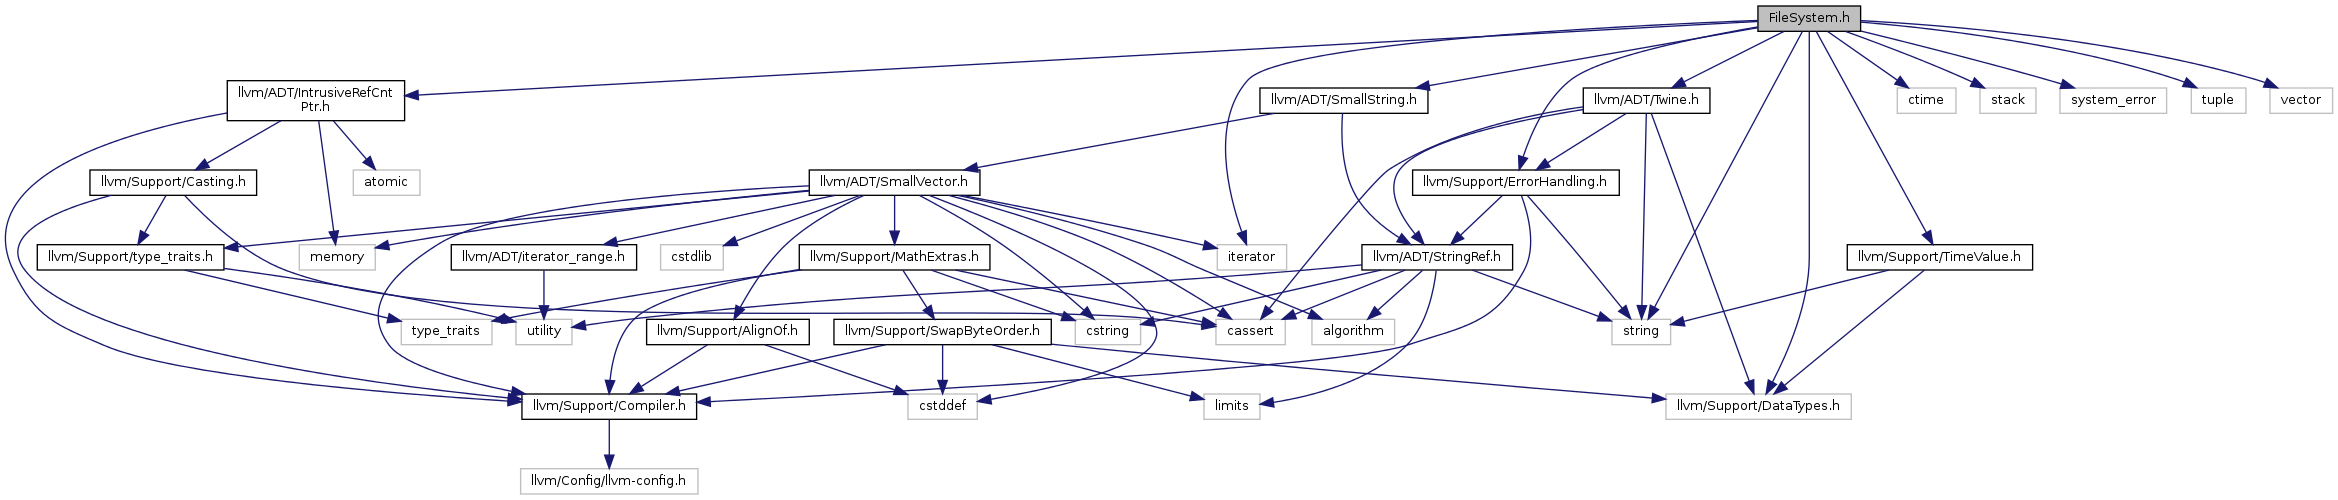 FileSystem.h
llvm/ADT/IntrusiveRefCnt
Ptr.h
llvm/ADT/SmallString.h
llvm/ADT/Twine.h
ctime
stack
system_error
tuple
vector
llvm/Support/Casting.h
atomic
llvm/ADT/SmallVector.h
llvm/Support/ErrorHandling.h
llvm/Support/type_traits.h
memory
llvm/ADT/iterator_range.h
cstdlib
llvm/Support/MathExtras.h
iterator
llvm/ADT/StringRef.h
llvm/Support/TimeValue.h
type_traits
utility
llvm/Support/AlignOf.h
llvm/Support/SwapByteOrder.h
cstring
cassert
algorithm
string
llvm/Support/Compiler.h
cstddef
limits
llvm/Support/DataTypes.h
llvm/Config/llvm-config.h